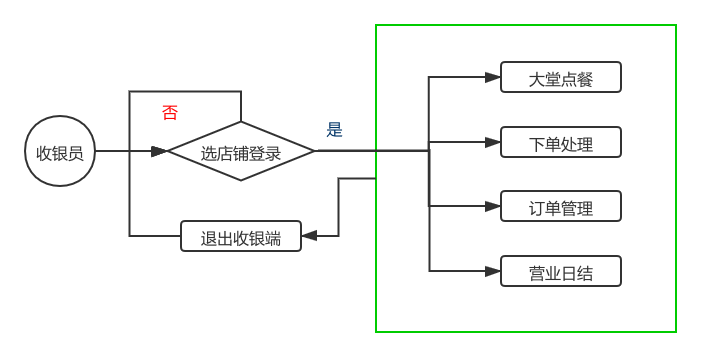 否
是
收银员
选店铺登录
退出收银端
大堂点餐
下单处理
订单管理
营业日结